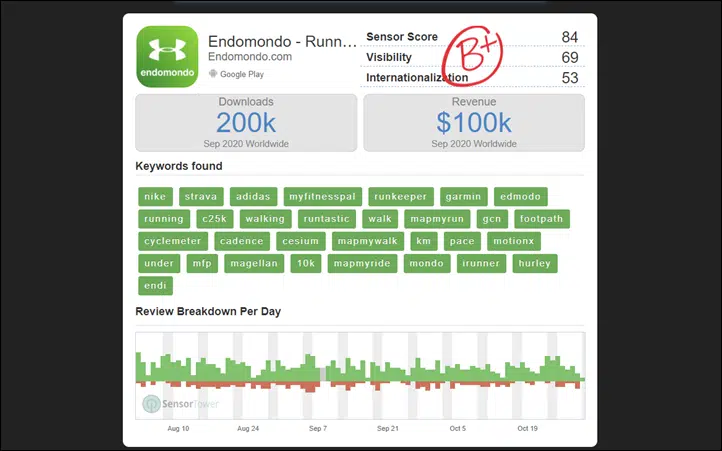 endomondo
Endomondo - Runn...
Endomondo.com
Google Play
Sensor Score 84
Visibility 69
Internationalization 53
B+
Downloads
200k
Sep 2020 Worldwide
Revenue
$100k
Sep 2020 Worldwide
Keywords found
nike strava adidas myfitnesspal runkeeper garmin edmodo
running c25k walking runtastic walk mapmyrun gcn footpath
cyclemeter cadence cesium mapmywalk km pace motionx
under mfp magellan 10k mapmyride mondo irunner hurley
endi
Review Breakdown Per Day
SensorTower
Aug 10 Aug 24 Sep 7 Sep 21 Oct 5 Oct 19